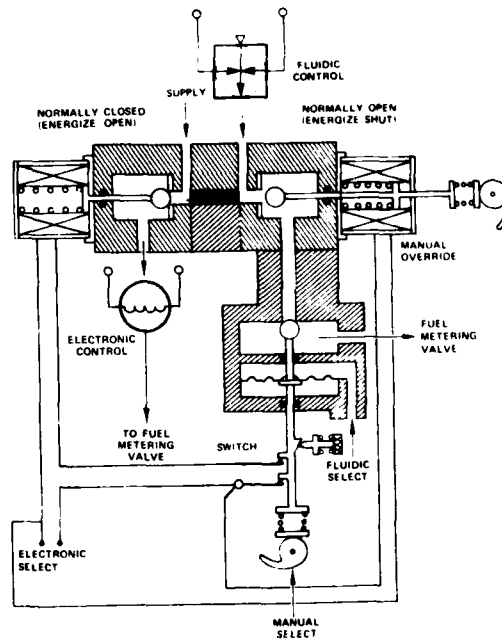 FLUIDIC
CONTROL
SUPPLY
NORMALLY CLOSED
(ENERGIZE OPEN)
NORMALLY OPEN
(ENERGIZE SHUT)
MANUAL
OVERRIDE
ELECTRONIC
CONTROL
FUEL
METERING
VALVE
TO FUEL
METERING
VALVE
SWITCH
FLUIDIC
SELECT
ELECTRONIC
SELECT
MANUAL
SELECT